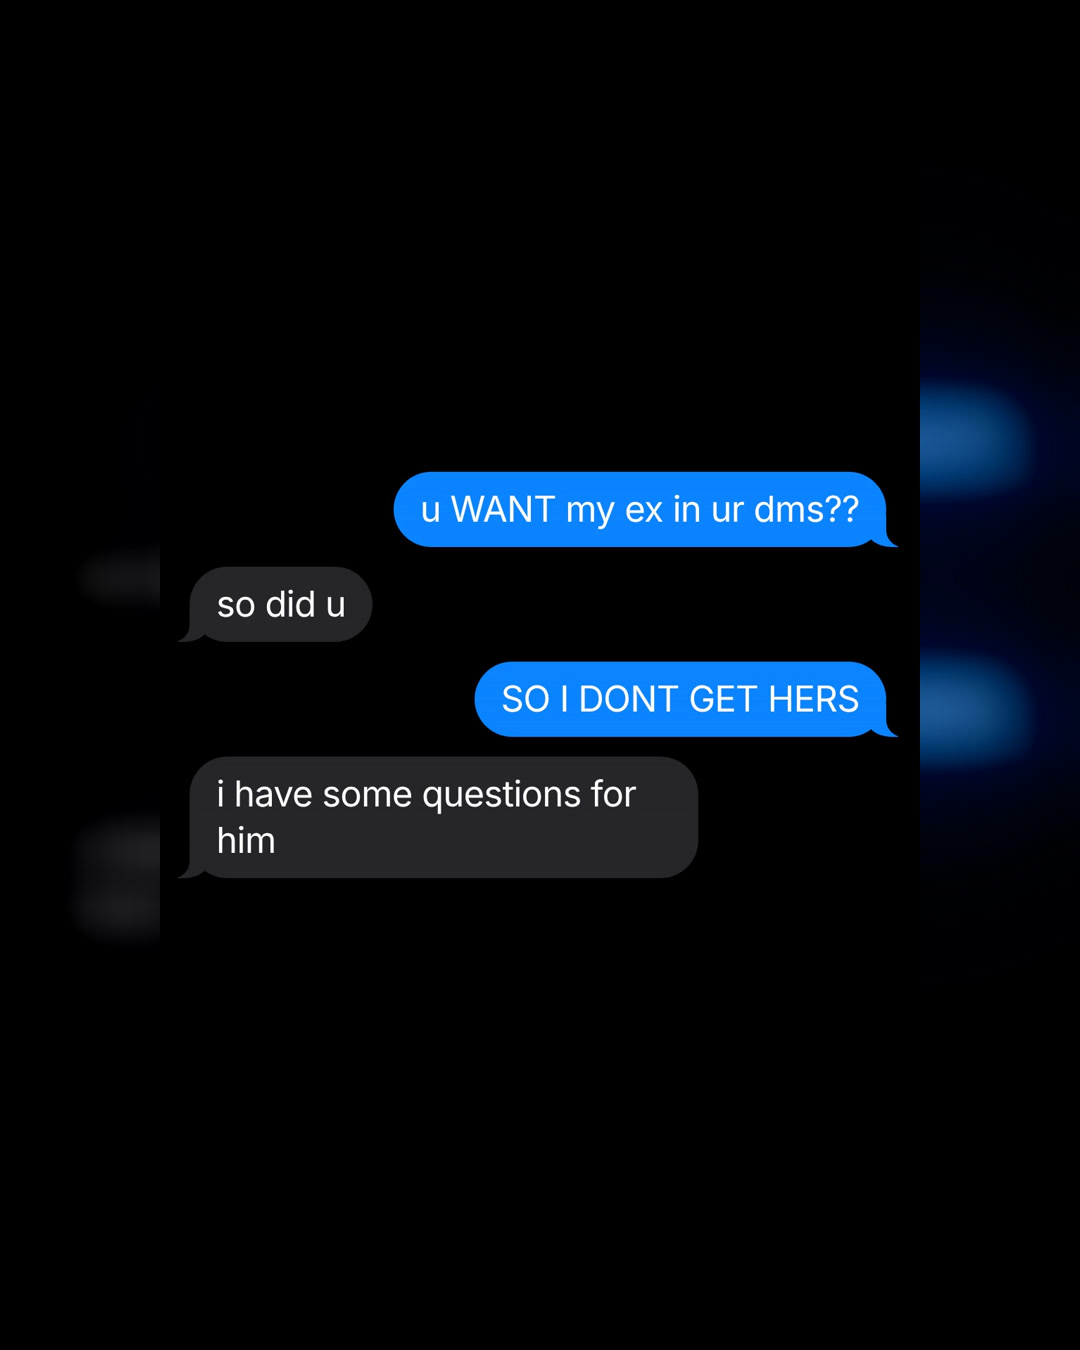 u WANT my ex in ur dms??
so did u
SO I DONT GET HERS
i have some questions for
him